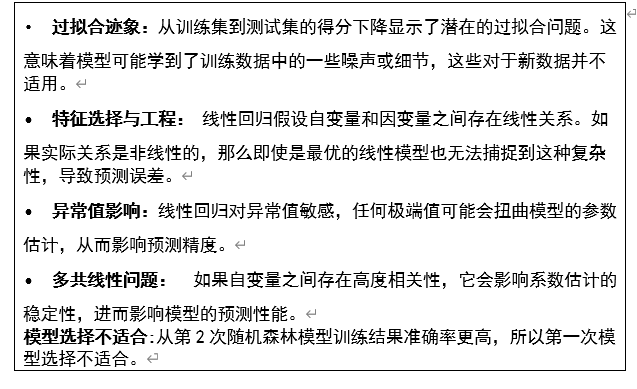 • 过拟合迹象：从训练集到测试集的得分下降显示了潜在的过拟合问题。这
意味着模型可能学到了训练数据中的一些噪声或细节，这些对于新数据并不
适用。
• 特征选择与工程： 线性回归假设自变量和因变量之间存在线性关系。如
果实际关系是非线性的，那么即使是最优的线性模型也无法捕捉到这种复杂
性，导致预测误差。
• 异常值影响：线性回归对异常值敏感，任何极端值可能会扭曲模型的参数
估计，从而影响预测精度。
• 多共线性问题： 如果自变量之间存在高度相关性，它会影响系数估计的
稳定性，进而影响模型的预测性能。
模型选择不适合:从第 2 次随机森林模型训练结果准确率更高，所以第一次模
型选择不适合。